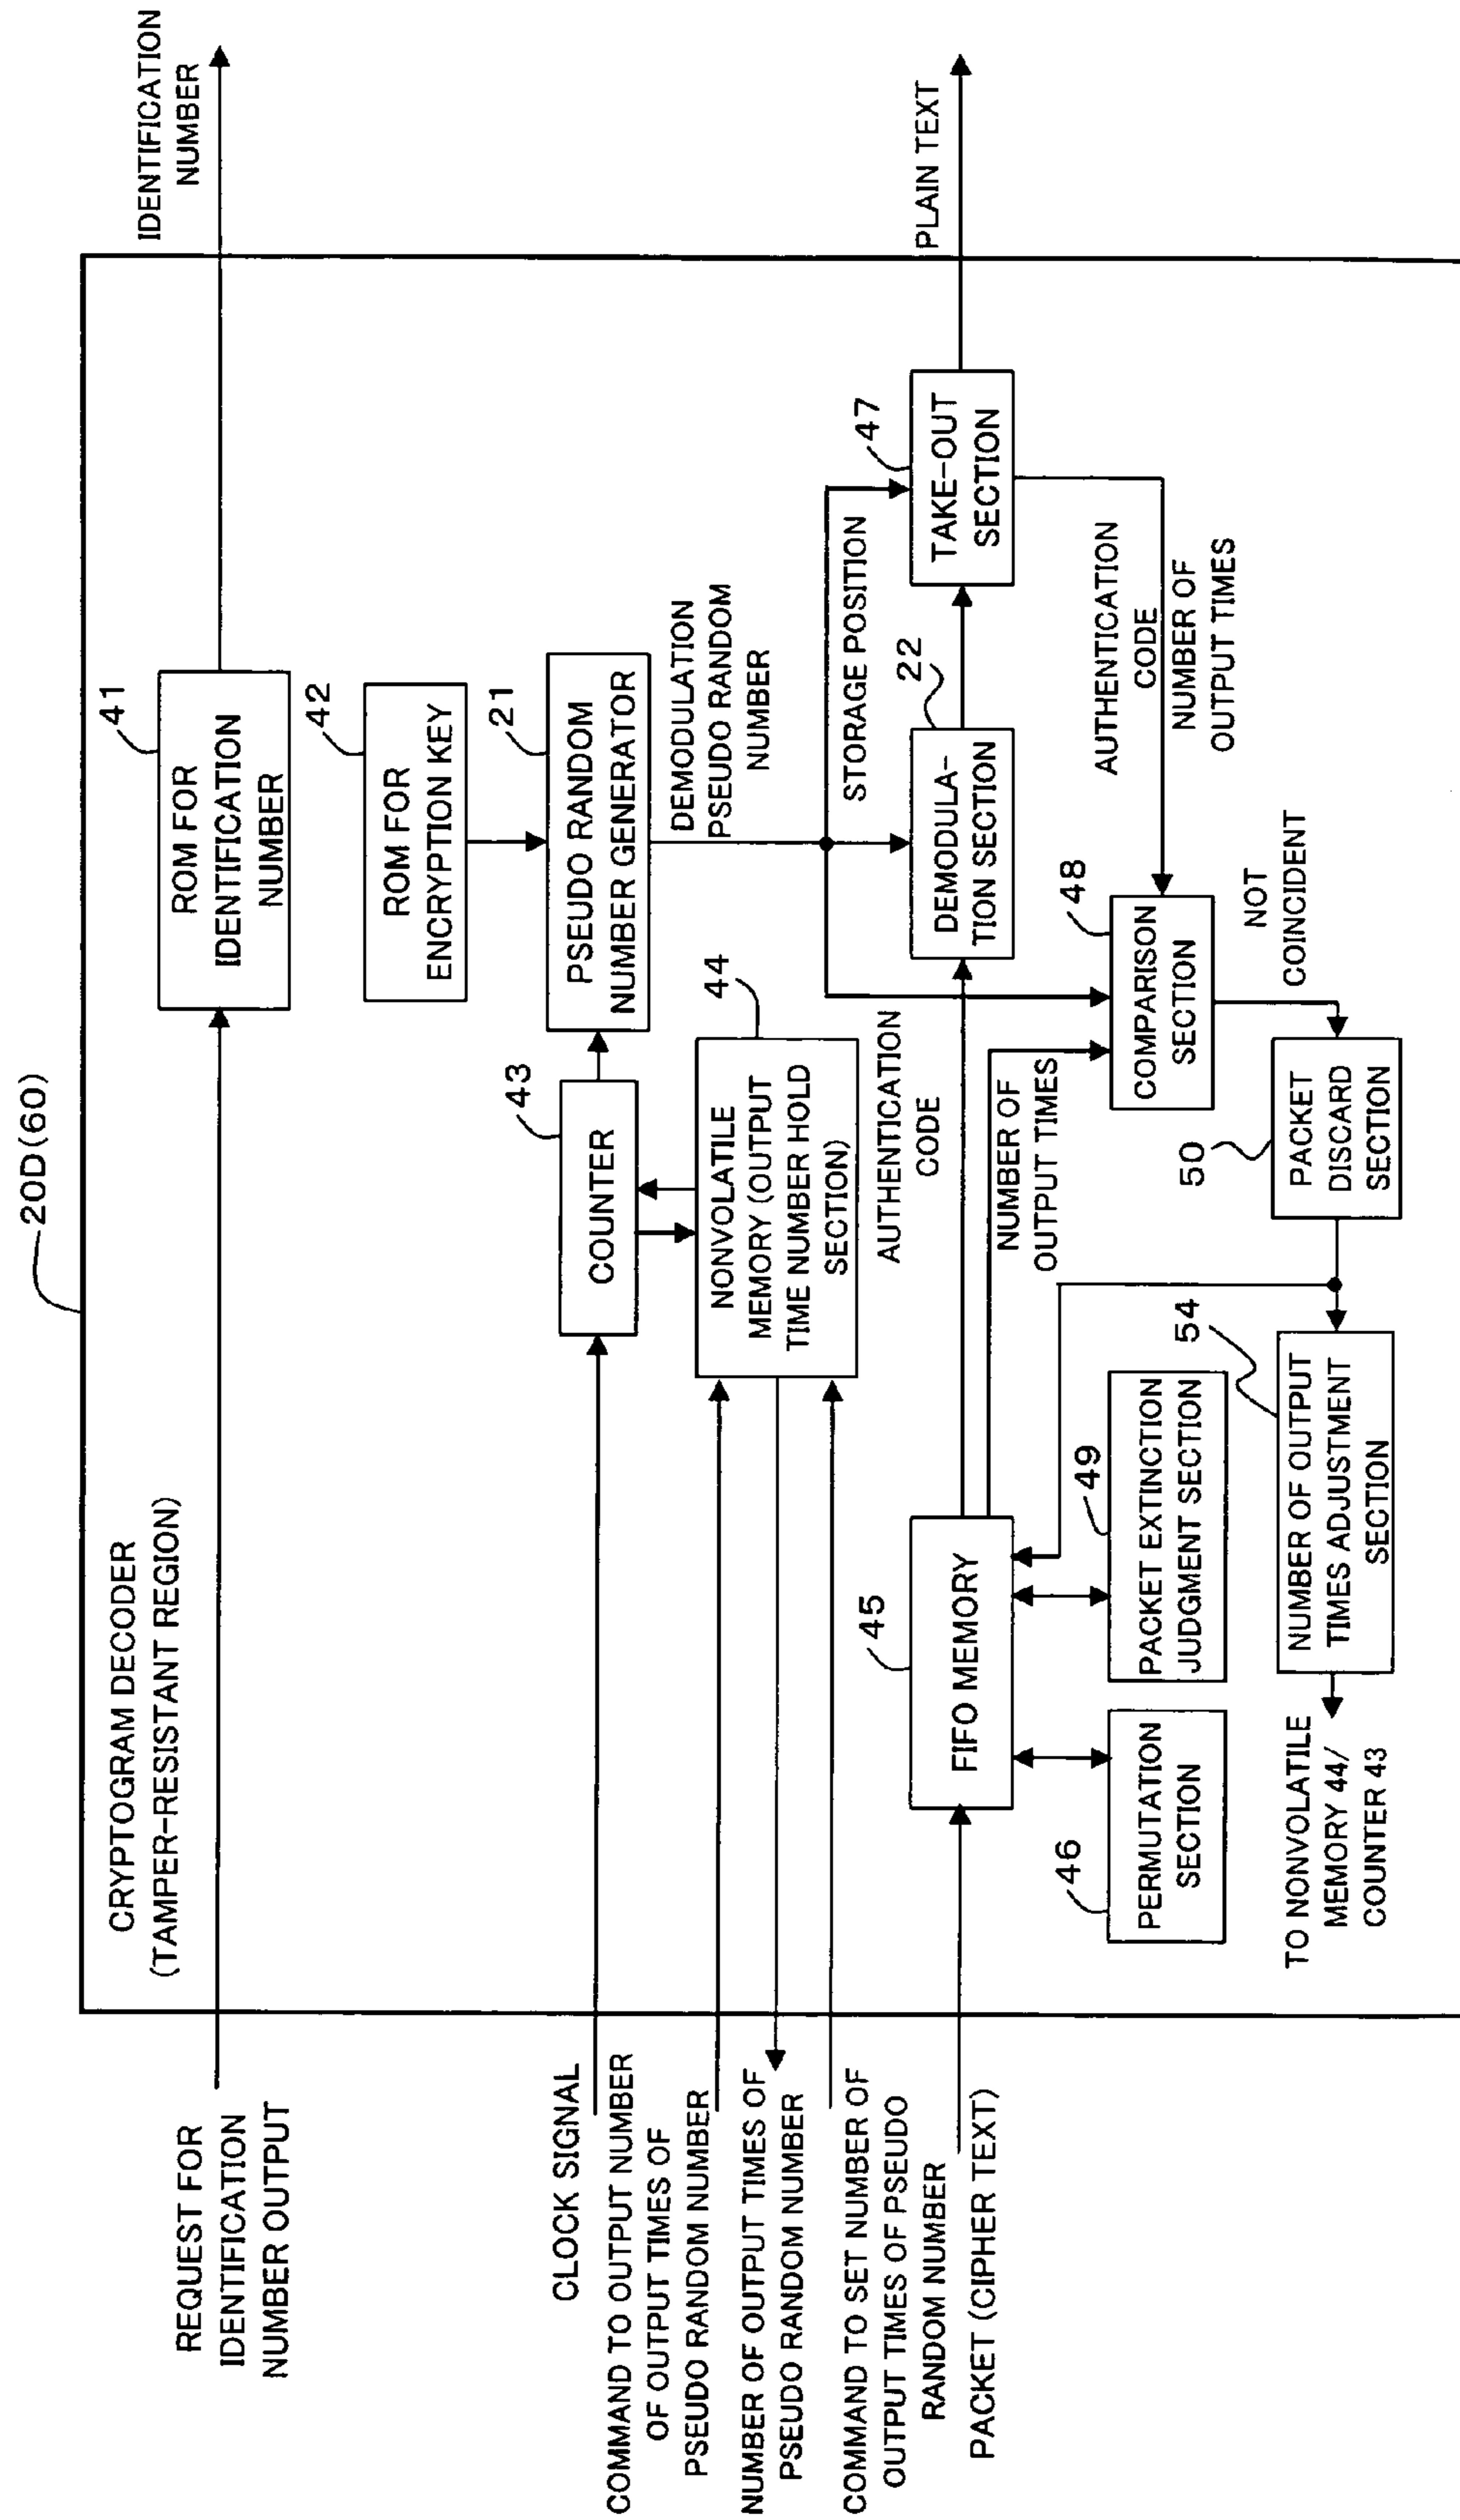 20D(60)
CRYPTOGRAM DECODER
(TAMPER-RESISTANT REGION)
REQUEST FOR
IDENTIFICATION
NUMBER OUTPUT
41
ROM FOR
IDENTIFICATION
NUMBER
IDENTIFICATION
NUMBER
42
ROM FOR
ENCRYPTION KEY
CLOCK SIGNAL
43
COUNTER
21
PSEUDO RANDOM
NUMBER GENERATOR
COMMAND TO OUTPUT NUMBER
OF OUTPUT TIMES OF
PSEUDO RANDOM NUMBER
NUMBER OF OUTPUT TIMES OF
PSEUDO RANDOM NUMBER
COMMAND TO SET NUMBER OF
OUTPUT TIMES OF PSEUDO
RANDOM NUMBER
44
NONVOLATILE
MEMORY (OUTPUT
TIME NUMBER HOLD
SECTION)
DEMODULATION
PSEUDO RANDOM
NUMBER
STORAGE POSITION
PACKET (CIPHER TEXT)
45
FIFO MEMORY
AUTHENTICATION
CODE
NUMBER OF
OUTPUT TIMES
22
DEMODULA-
TION SECTION
47
TAKE-OUT
SECTION
PLAIN TEXT
AUTHENTICATION
CODE
NUMBER OF
OUTPUT TIMES
46
PERMUTATION
SECTION
49
PACKET EXTINCTION
JUDGMENT SECTION
48
COMPARISON
SECTION
NOT
COINCIDENT
50
PACKET
DISCARD
SECTION
54
NUMBER OF OUTPUT
TIMES ADJUSTMENT
SECTION
TO NONVOLATILE
MEMORY 44/
COUNTER 43